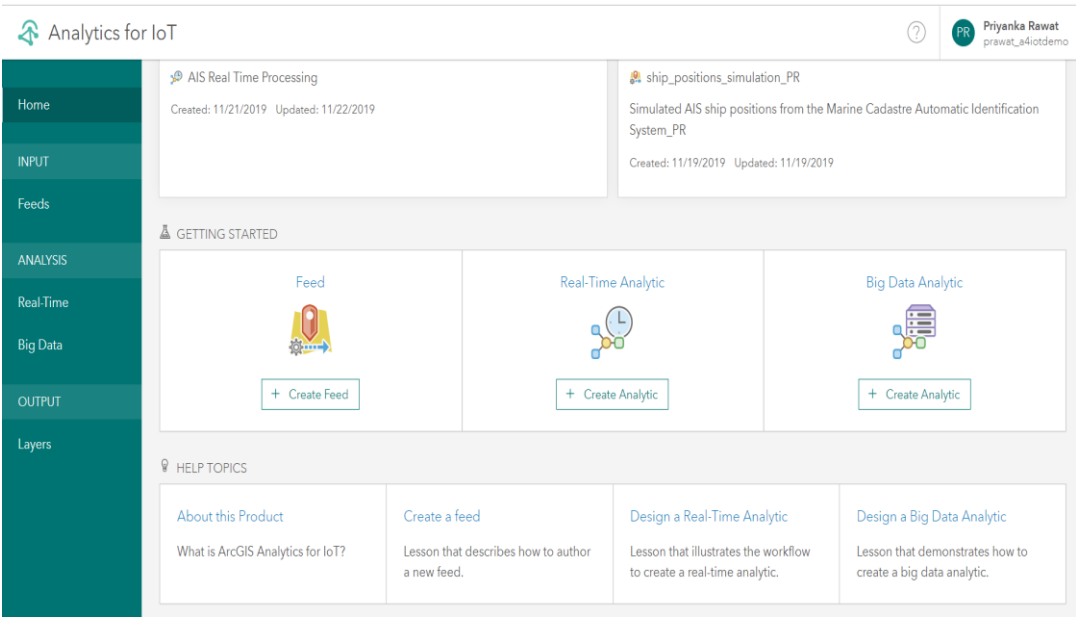 Analytics for IoT
?
PR
Priyanka Rawat
prawat_a4iotdemo
Home
INPUT
Feeds
ANALYSIS
Real-Time
Big Data
OUTPUT
Layers
AIS Real Time Processing
Created: 11/21/2019 Updated: 11/22/2019
ship_positions_simulation_PR
Simulated AIS ship positions from the Marine Cadastre Automatic Identification
System_PR
Created: 11/19/2019 Updated: 11/19/2019
GETTING STARTED
Feed
+ Create Feed
Real-Time Analytic
+ Create Analytic
Big Data Analytic
+ Create Analytic
HELP TOPICS
About this Product
What is ArcGIS Analytics for IoT?
Create a feed
Lesson that describes how to author
a new feed.
Design a Real-Time Analytic
Lesson that illustrates the workflow
to create a real-time analytic.
Design a Big Data Analytic
Lesson that demonstrates how to
create a big data analytic.